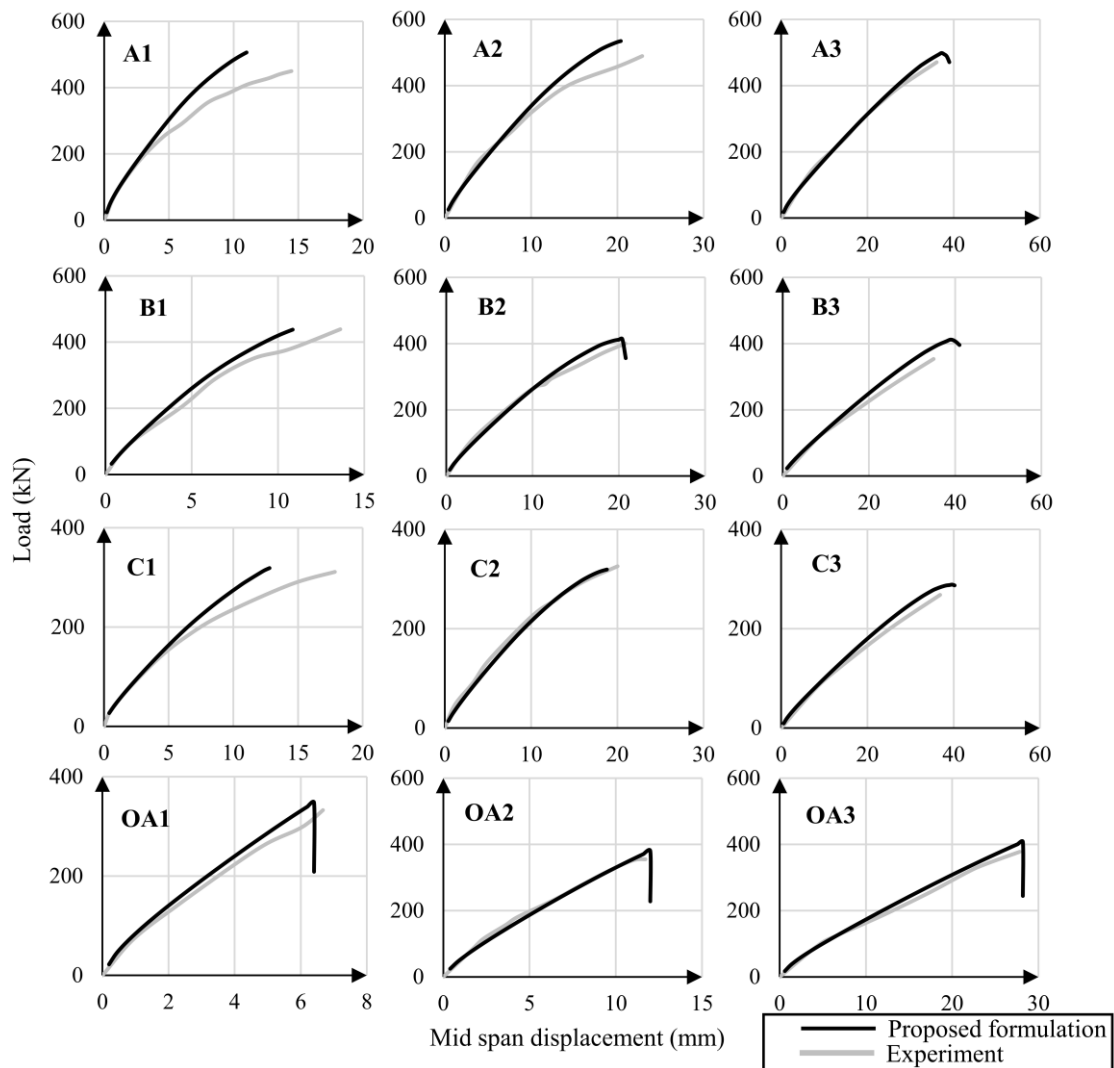 600
400
200
0
A1
0 5 10 15 20
600
400
200
0
A2
0 10 20 30
600
400
200
0
A3
0 20 40 60
600
400
200
0
B1
0 5 10 15
600
400
200
0
B2
0 10 20 30
600
400
200
0
B3
0 20 40 60
Load (kN)
400
200
0
C1
0 5 10 15 20
400
200
0
C2
0 10 20 30
400
200
0
C3
0 20 40 60
400
200
0
OA1
0 2 4 6 8
600
400
200
0
OA2
0 5 10 15
600
400
200
0
OA3
0 10 20 30
Mid span displacement (mm)
Proposed formulation
Experiment